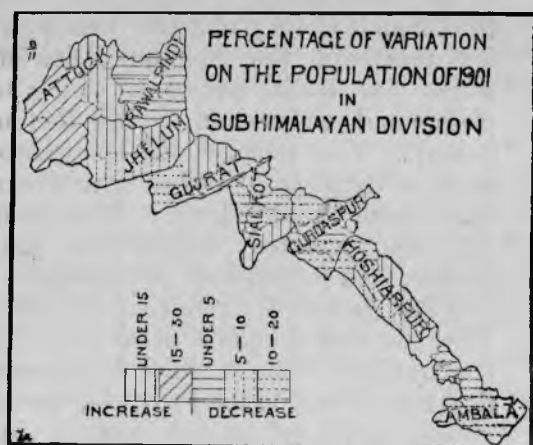 PERCENTAGE OF VARIATION
ON THE POPULATION OF 1901
IN
SUB HIMALAYAN DIVISION
ATTOCK
RAWALPINDI
JHELUM
GUJRAT
SIALKOT
GURDASPUR
HOSHIARPUR
AMBALA
UNDER 15
15-30
UNDER 5
5-10
10-20
INCREASE
DECREASE